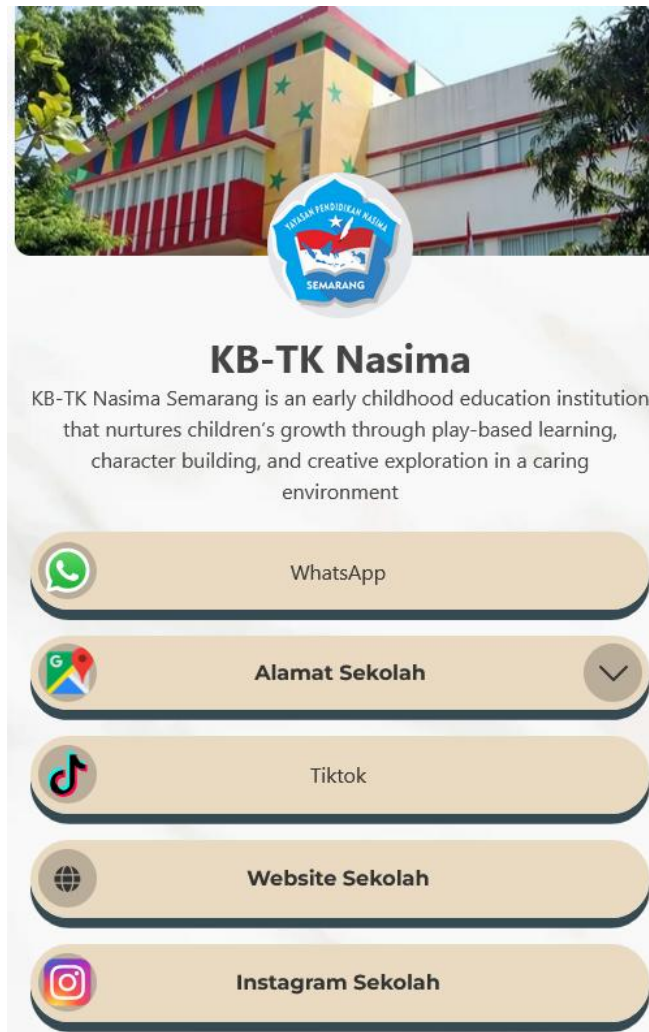 YAYASAN PENDIDIKAN NASIMA
SEMARANG
KB-TK Nasima
KB-TK Nasima Semarang is an early childhood education institution
that nurtures children's growth through play-based learning,
character building, and creative exploration in a caring
environment
WhatsApp
G
Alamat Sekolah
Tiktok
Website Sekolah
Instagram Sekolah